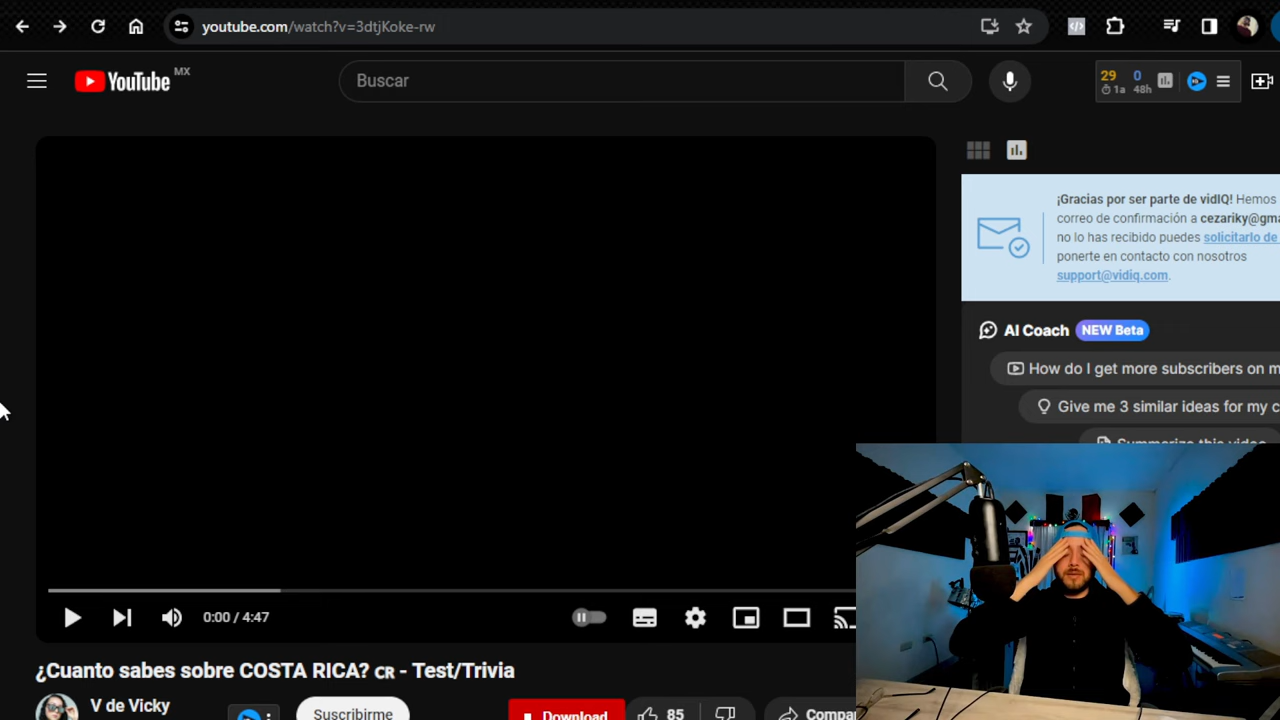 youtube.com/watch?v=3dtjKoke-rw
YouTube MX
Buscar
29 0
1a 48h
¡Gracias por ser parte de vidIQ! Hemos
correo de confirmación a cezariky@gma
no lo has recibido puedes solicitarlo de
ponerte en contacto con nosotros
support@vidiq.com.
AI Coach NEW Beta
How do I get more subscribers on m
Give me 3 similar ideas for my c
Summarize this video
0:00 / 4:47
¿Cuanto sabes sobre COSTA RICA? CR - Test/Trivia
V de Vicky
Suscribirme
Download
85
Compar